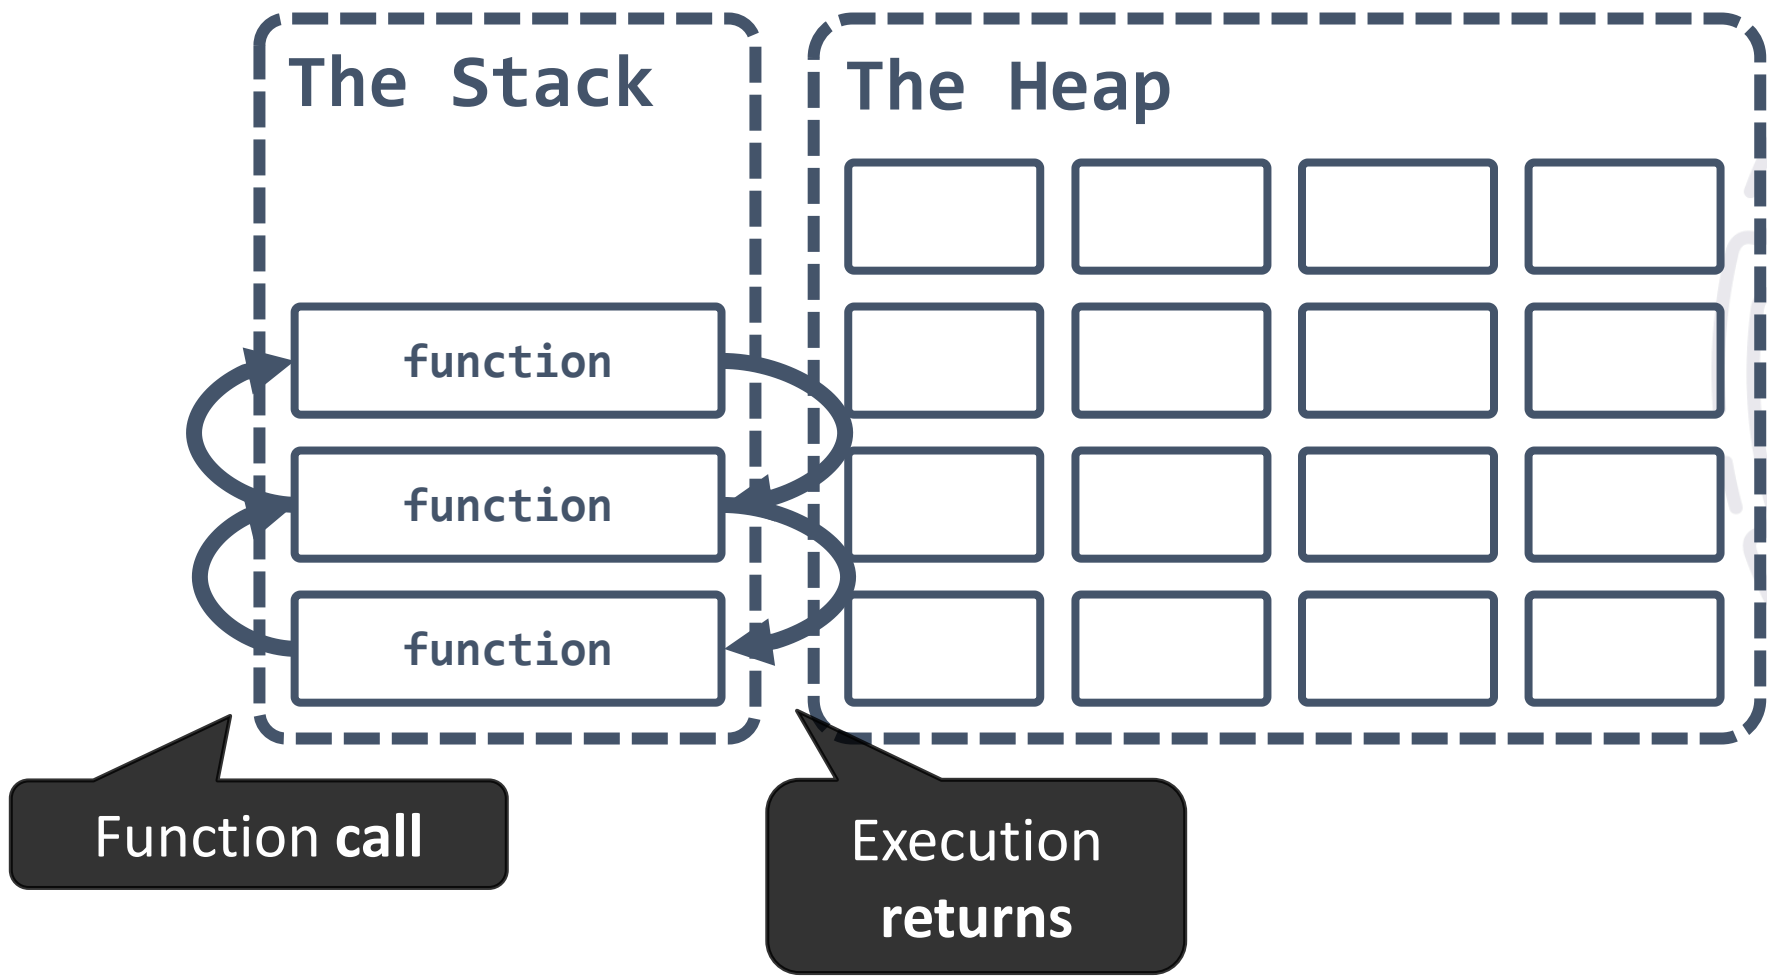 The Stack
The Heap
function
function
function
Function call
Execution
returns